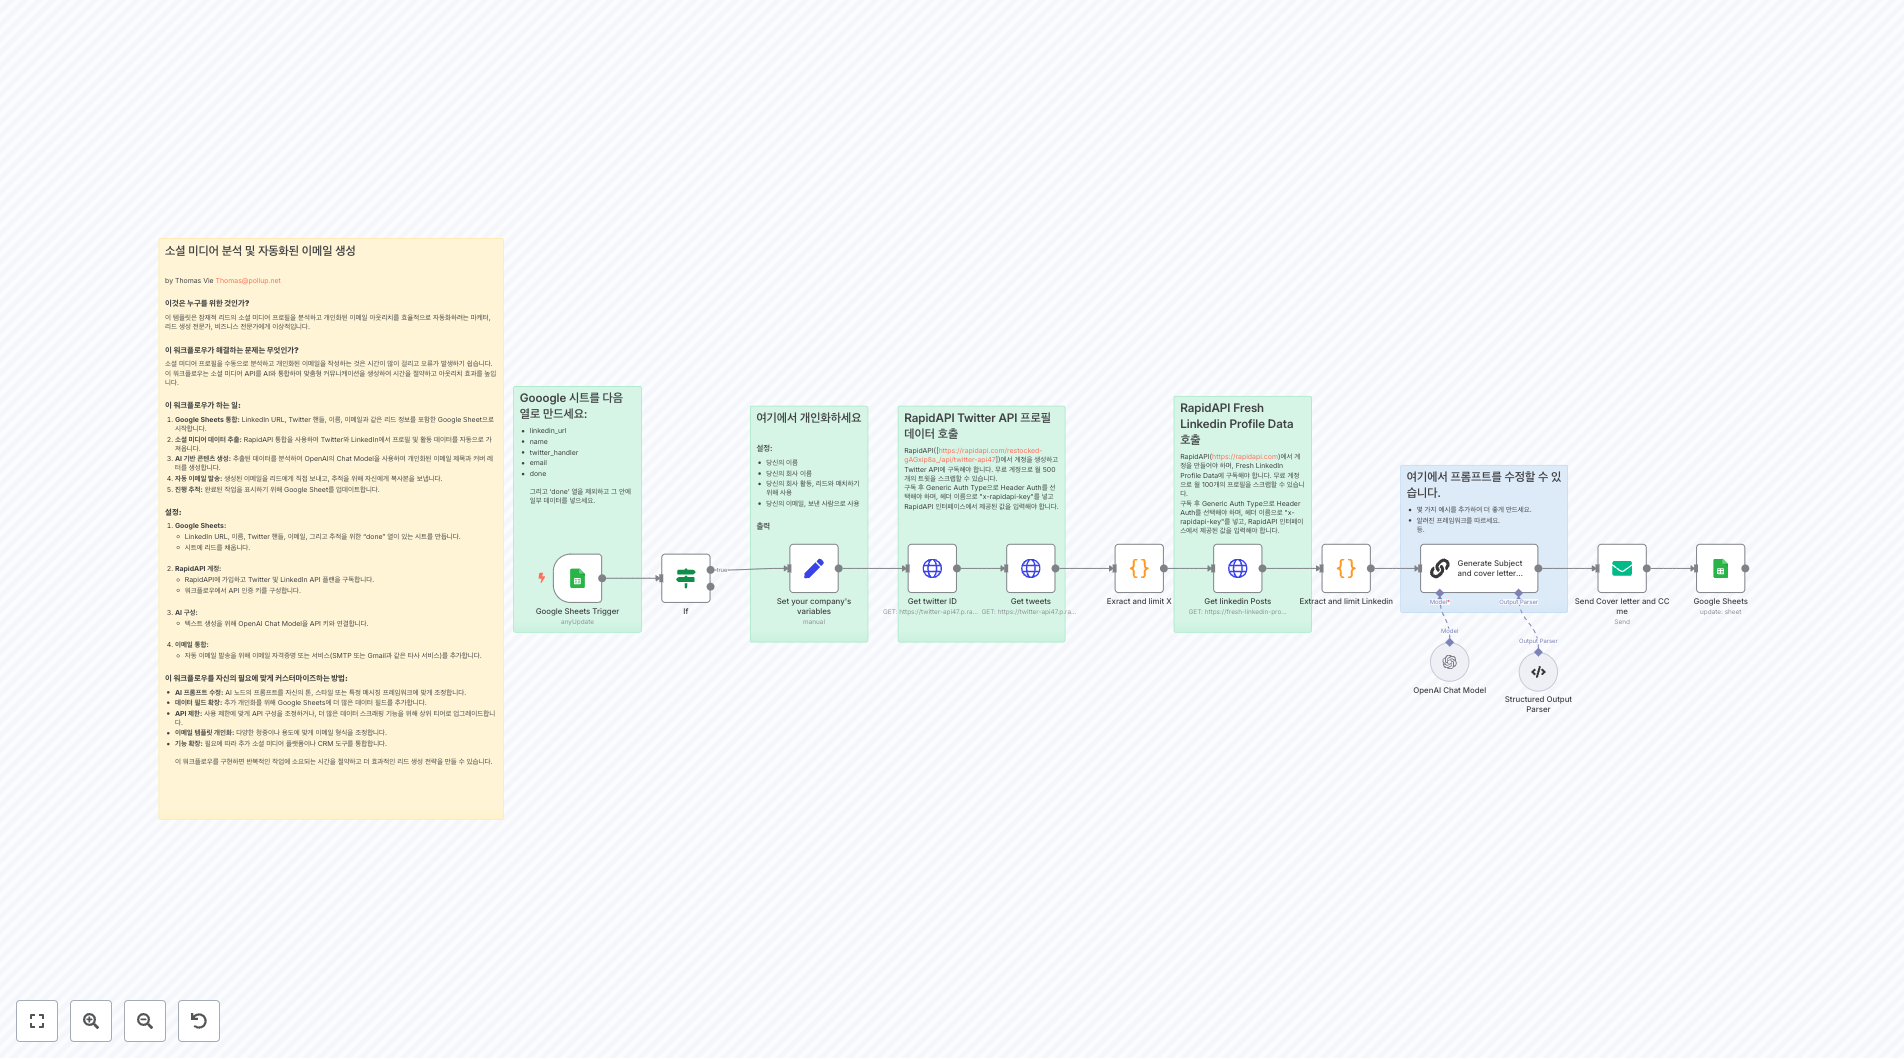 소셜 미디어 분석 및 자동화된 이메일 생성
by Thomas Vie Thomas@pollup.net
이것은 누구를 위한 것인가?
이 템플릿은 잠재적 리드의 소셜 미디어 프로필을 분석하고 개인화된 이메일 아웃리치를 효율적으로 자동화하려는 마케터,
리드 생성 전문가, 비즈니스 전문가에게 이상적입니다.
이 워크플로우가 해결하는 문제는 무엇인가?
소셜 미디어 프로필을 수동으로 분석하고 개인화된 이메일을 작성하는 것은 시간이 많이 걸리고 오류가 발생하기 쉽습니다.
이 워크플로우는 소셜 미디어 API를 AI와 통합하여 맞춤형 커뮤니케이션을 생성하여 시간을 절약하고 아웃리치 효과를 높입
니다.
이 워크플로우가 하는 일:
1. Google Sheets 통합: LinkedIn URL, Twitter 핸들, 이름, 이메일과 같은 리드 정보를 포함한 Google Sheet으로
시작합니다.
2. 소셜 미디어 데이터 추출: RapidAPI 통합을 사용하여 Twitter와 LinkedIn에서 프로필 및 활동 데이터를 자동으로 가
져옵니다.
3. AI 기반 콘텐츠 생성: 추출된 데이터를 분석하여 OpenAI의 Chat Model을 사용하여 개인화된 이메일 제목과 커버 레
터를 생성합니다.
4. 자동 이메일 발송: 생성된 이메일을 리드에게 직접 보내고, 추적을 위해 자신에게 복사본을 보냅니다.
5. 진행 추적: 완료된 작업을 표시하기 위해 Google Sheet를 업데이트합니다.
설정:
1. Google Sheets:
LinkedIn URL, 이름, Twitter 핸들, 이메일, 그리고 추적을 위한 "done" 열이 있는 시트를 만듭니다.
시트에 리드를 채웁니다.
2. RapidAPI 계정:
RapidAPI에 가입하고 Twitter 및 LinkedIn API 플랜을 구독합니다.
워크플로우에서 API 인증 키를 구성합니다.
3. AI 구성:
텍스트 생성을 위해 OpenAI Chat Model을 API 키와 연결합니다.
4. 이메일 통합:
자동 이메일 발송을 위해 이메일 자격증명 또는 서비스(SMTP 또는 Gmail과 같은 타사 서비스)를 추가합니다.
이 워크플로우를 자신의 필요에 맞게 커스터마이즈하는 방법:
AI 프롬프트 수정: AI 노드의 프롬프트를 자신의 톤, 스타일 또는 특정 메시징 프레임워크에 맞게 조정합니다.
데이터 필드 확장: 추가 개인화를 위해 Google Sheets에 더 많은 데이터 필드를 추가합니다.
API 제한: 사용 제한에 맞게 API 구성을 조정하거나, 더 많은 데이터 스크래핑 기능을 위해 상위 티어로 업그레이드합니
다.
이메일 템플릿 개인화: 다양한 청중이나 용도에 맞게 이메일 형식을 조정합니다.
기능 확장: 필요에 따라 추가 소셜 미디어 플랫폼이나 CRM 도구를 통합합니다.
이 워크플로우를 구현하면 반복적인 작업에 소요되는 시간을 절약하고 더 효과적인 리드 생성 전략을 만들 수 있습니다.
Gooogle 시트를 다음
열로 만드세요:
linkedin_url
name
twitter_handler
email
done
그리고 'done' 열을 제외하고 그 안에
일부 데이터를 넣으세요.
Google Sheets Trigger
anyUpdate
If
true
여기에서 개인화하세요
설정:
당신의 이름
당신의 회사 이름
당신의 회사 활동, 리드와 매치하기
위해 사용
당신의 이메일, 보낸 사람으로 사용
출력
Set your company's
variables
manual
RapidAPI Twitter API 프로필
데이터 호출
RapidAPI([https://rapidapi.com/restocked-
gAGxip8a_/api/twitter-api47])에서 계정을 생성하고
Twitter API에 구독해야 합니다. 무료 계정으로 월 500
개의 트윗을 스크랩할 수 있습니다.
구독 후 Generic Auth Type으로 Header Auth를 선
택해야 하며, 헤더 이름으로 "x-rapidapi-key"를 넣고
RapidAPI 인터페이스에서 제공된 값을 입력해야 합니다.
Get twitter ID
GET: https://twitter-api47.p.ra...
Get tweets
GET: https://twitter-api47.p.ra...
Exract and limit X
RapidAPI Fresh
Linkedin Profile Data
호출
RapidAPI(https://rapidapi.com)에서 계
정을 만들어야 하며, Fresh LinkedIn
Profile Data에 구독해야 합니다. 무료 계정
으로 월 100개의 프로필을 스크랩할 수 있습니
다.
구독 후 Generic Auth Type으로 Header
Auth를 선택해야 하며, 헤더 이름으로 "x-
rapidapi-key"를 넣고, RapidAPI 인터페이
스에서 제공된 값을 입력해야 합니다.
Get linkedin Posts
GET: https://fresh-linkedin-pro...
Extract and limit Linkedin
여기에서 프롬프트를 수정할 수 있
습니다.
몇 가지 예시를 추가하여 더 좋게 만드세요.
알려진 프레임워크를 따르세요.
등.
Generate Subject
and cover letter...
Model*
Output Parser
Model
Output Parser
OpenAI Chat Model
Structured Output
Parser
Send Cover letter and CC
me
Send
Google Sheets
update: sheet